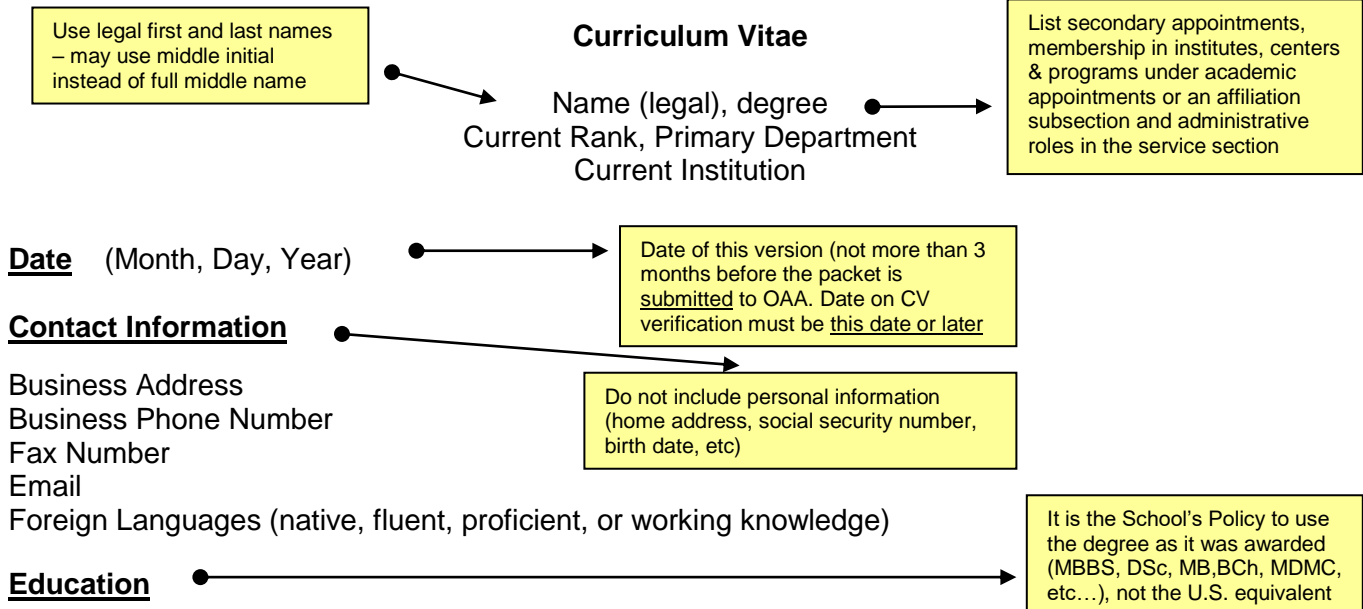 Use legal first and last names
– may use middle initial
instead of full middle name
Curriculum Vitae
List secondary appointments,
membership in institutes, centers
& programs under academic
appointments or an affiliation
subsection and administrative
roles in the service section
Name (legal), degree
Current Rank, Primary Department
Current Institution
Date (Month, Day, Year)
Date of this version (not more than 3
months before the packet is
submitted to OAA. Date on CV
verification must be this date or later
Contact Information
Do not include personal information
(home address, social security number,
birth date, etc)
Business Address
Business Phone Number
Fax Number
Email
Foreign Languages (native, fluent, proficient, or working knowledge)
Education
It is the School’s Policy to use
the degree as it was awarded
(MBBS, DSc, MB,BCh, MDMC,
etc…), not the U.S. equivalent